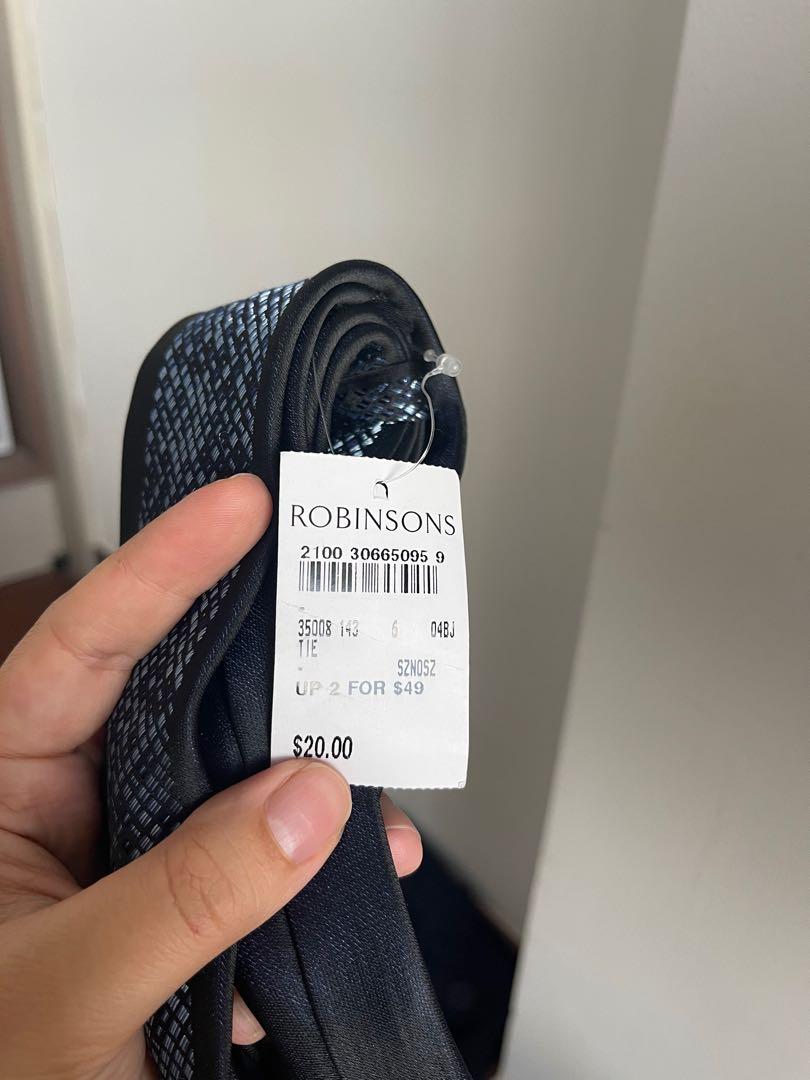 ROBINSONS
2100 30665095 9
35008 143 6 04BJ
TIE
SZNOSZ
UP 2 FOR $49
$20.00